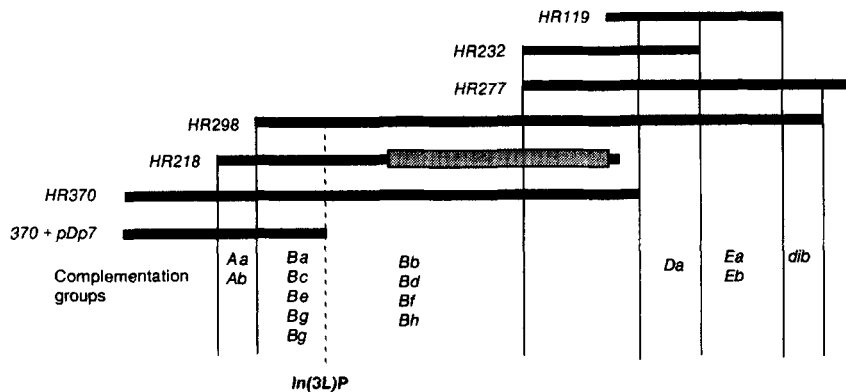 HR119
HR232
HR277
HR298
HR218
HR370
370 + pDp7
Complementation
groups
Aa
Ab
Ba
Bc
Be
Bg
Bg
Bb
Bd
Bf
Bh
Da
Ea
Eb
dib
In(3L)P